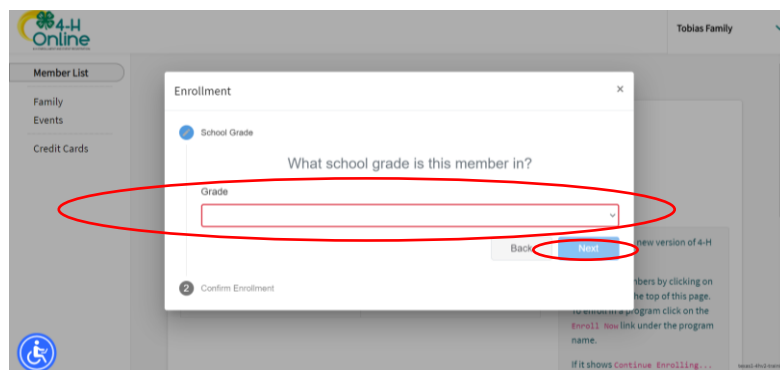 4-H
Online
Tobias Family
Member List
Family
Events
Credit Cards
Enrollment
×
School Grade
What school grade is this member in?
Grade
Back
Next
2
Confirm Enrollment
new version of 4-H
mbers by clicking on
he top of this page.
To enroll in a program click on the
Enroll Now link under the program
name.
If it shows Continue Enrolling...